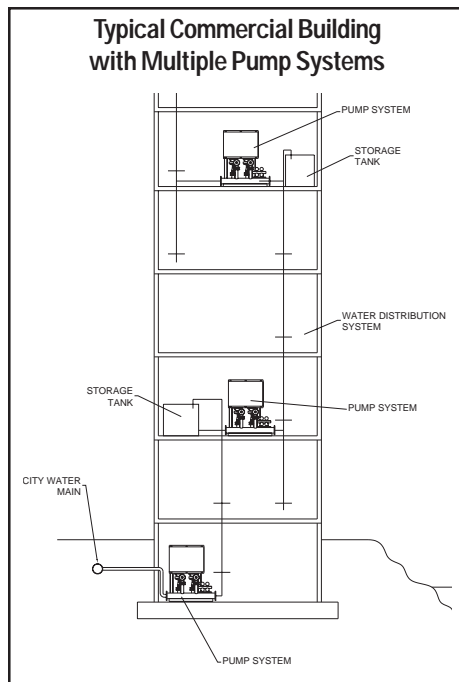 Typical Commercial Building
with Multiple Pump Systems
PUMP SYSTEM
STORAGE
TANK
WATER DISTRIBUTION
SYSTEM
STORAGE
TANK
PUMP SYSTEM
CITY WATER
MAIN
PUMP SYSTEM